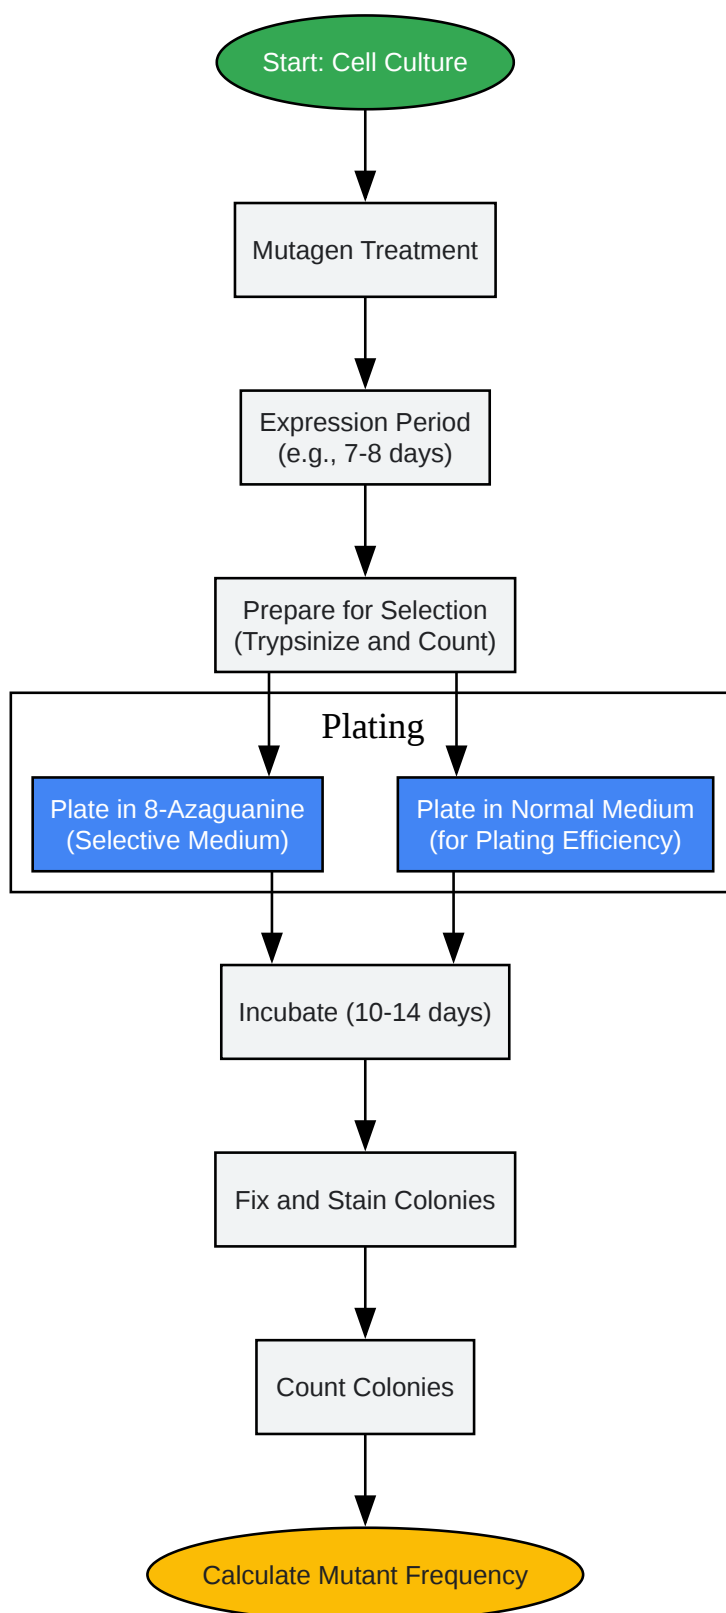 Start: Cell Culture
Mutagen Treatment
Expression Period
(e.g., 7-8 days)
Prepare for Selection
(Trypsinize and Count)
Plating
Plate in 8-Azaguanine
(Selective Medium)
Plate in Normal Medium
(for Plating Efficiency)
Incubate (10-14 days)
Fix and Stain Colonies
Count Colonies
Calculate Mutant Frequency